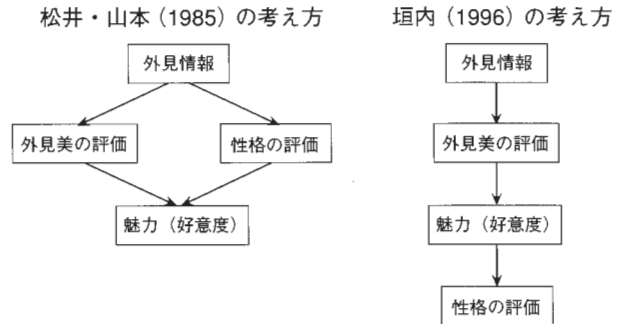 松井・山本（1985）の考え方
外見情報
外見美の評価
性格の評価
魅力（好意度）
垣内（1996）の考え方
外見情報
外見美の評価
魅力（好意度）
性格の評価